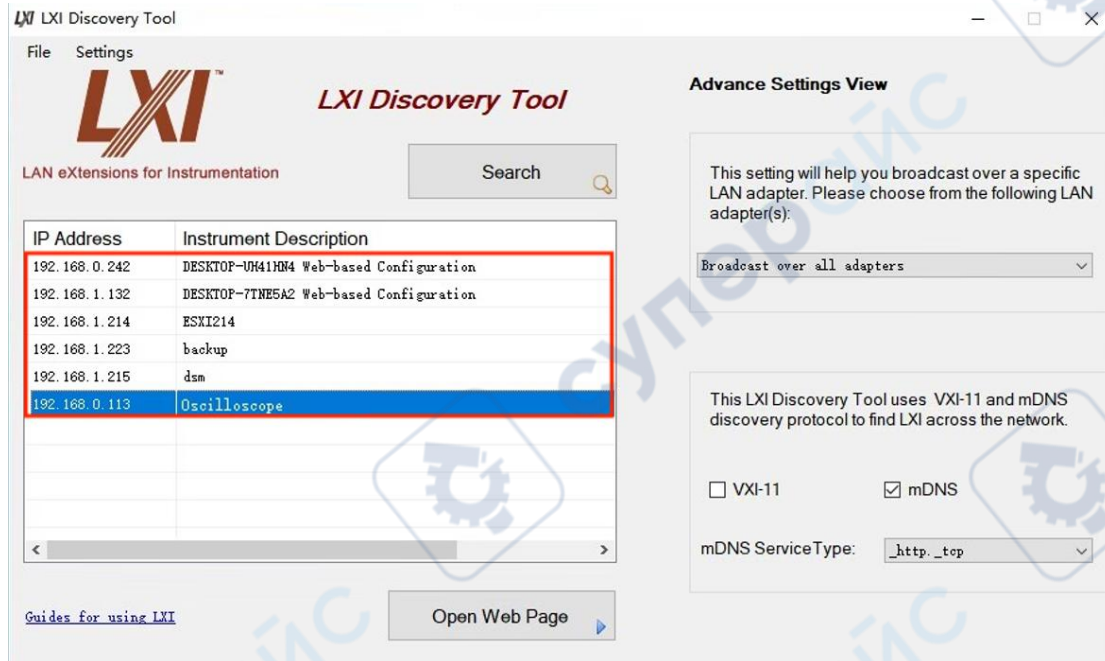 LXI LXI Discovery Tool
File Settings
LXI™
LAN eXtensions for Instrumentation
LXI Discovery Tool
Search
IP Address Instrument Description
192.168.0.242 DESKTOP-UH41HN4 Web-based Configuration
192.168.1.132 DESKTOP-7TNE5A2 Web-based Configuration
192.168.1.214 ESXI214
192.168.1.223 backup
192.168.1.215 dsm
192.168.0.113 Oscilloscope
Guides for using LXI
Open Web Page
Advance Settings View
This setting will help you broadcast over a specific
LAN adapter. Please choose from the following LAN
adapter(s):
Broadcast over all adapters
This LXI Discovery Tool uses VXI-11 and mDNS
discovery protocol to find LXI across the network.
VXI-11 mDNS
mDNS ServiceType: _http._tcp
суперайс